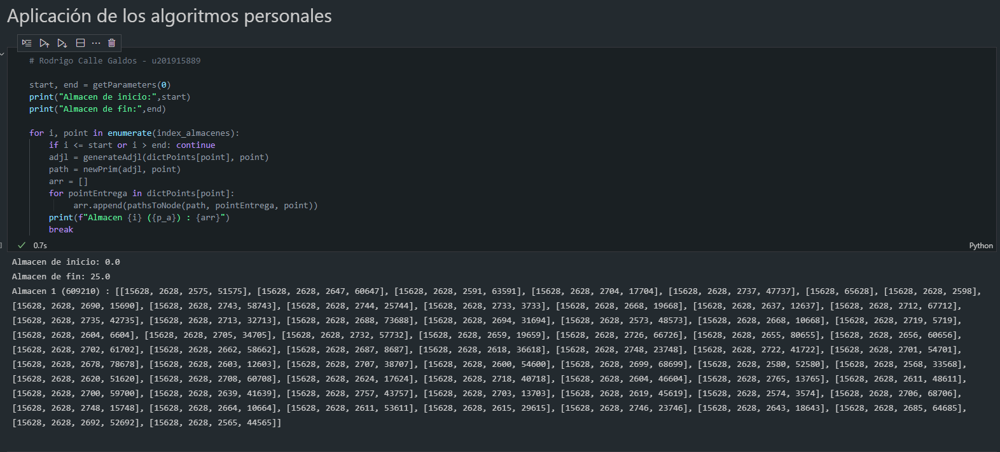 Aplicación de los algoritmos personales
# Rodrigo Calle Galdos - u201915889
start, end = getParameters(0)
print("Almacen de inicio:",start)
print("Almacen de fin:",end)
for i, point in enumerate(index_almacenes):
if i <= start or i > end: continue
adjl = generateAdjl(dictPoints[point], point)
path = newPrim(adjl, point)
arr = []
for pointEntrega in dictPoints[point]:
arr.append(pathsToNode(path, pointEntrega, point))
print(f"Almacen {i} ({p_a}) : {arr}")
break
0.7s
Python
Almacen de inicio: 0.0
Almacen de fin: 25.0
Almacen 1 (609210) : [[15628, 2628, 2575, 51575], [15628, 2628, 2647, 60647], [15628, 2628, 2591, 63591], [15628, 2628, 2704, 17704], [15628, 2628, 2737, 47737], [15628, 65628], [15628, 2628, 2598],
[15628, 2628, 2690, 15690], [15628, 2628, 2743, 58743], [15628, 2628, 2744, 25744], [15628, 2628, 2733, 3733], [15628, 2628, 2668, 19668], [15628, 2628, 2637, 12637], [15628, 2628, 2712, 67712],
[15628, 2628, 2735, 42735], [15628, 2628, 2713, 32713], [15628, 2628, 2688, 73688], [15628, 2628, 2694, 31694], [15628, 2628, 2573, 48573], [15628, 2628, 2668, 10668], [15628, 2628, 2719, 5719],
[15628, 2628, 2604, 6604], [15628, 2628, 2705, 34705], [15628, 2628, 2732, 57732], [15628, 2628, 2659, 19659], [15628, 2628, 2726, 66726], [15628, 2628, 2655, 80655], [15628, 2628, 2656, 60656],
[15628, 2628, 2702, 61702], [15628, 2628, 2662, 58662], [15628, 2628, 2687, 8687], [15628, 2628, 2618, 36618], [15628, 2628, 2748, 23748], [15628, 2628, 2722, 41722], [15628, 2628, 2701, 54701],
[15628, 2628, 2678, 78678], [15628, 2628, 2603, 12603], [15628, 2628, 2707, 38707], [15628, 2628, 2600, 54600], [15628, 2628, 2699, 68699], [15628, 2628, 2580, 52580], [15628, 2628, 2568, 33568],
[15628, 2628, 2620, 51620], [15628, 2628, 2708, 60708], [15628, 2628, 2624, 17624], [15628, 2628, 2718, 40718], [15628, 2628, 2604, 46604], [15628, 2628, 2765, 13765], [15628, 2628, 2611, 48611],
[15628, 2628, 2700, 59700], [15628, 2628, 2639, 41639], [15628, 2628, 2757, 43757], [15628, 2628, 2703, 13703], [15628, 2628, 2619, 45619], [15628, 2628, 2574, 3574], [15628, 2628, 2706, 68706],
[15628, 2628, 2748, 15748], [15628, 2628, 2664, 10664], [15628, 2628, 2611, 53611], [15628, 2628, 2615, 29615], [15628, 2628, 2746, 23746], [15628, 2628, 2643, 18643], [15628, 2628, 2685, 64685],
[15628, 2628, 2692, 52692], [15628, 2628, 2565, 44565]]